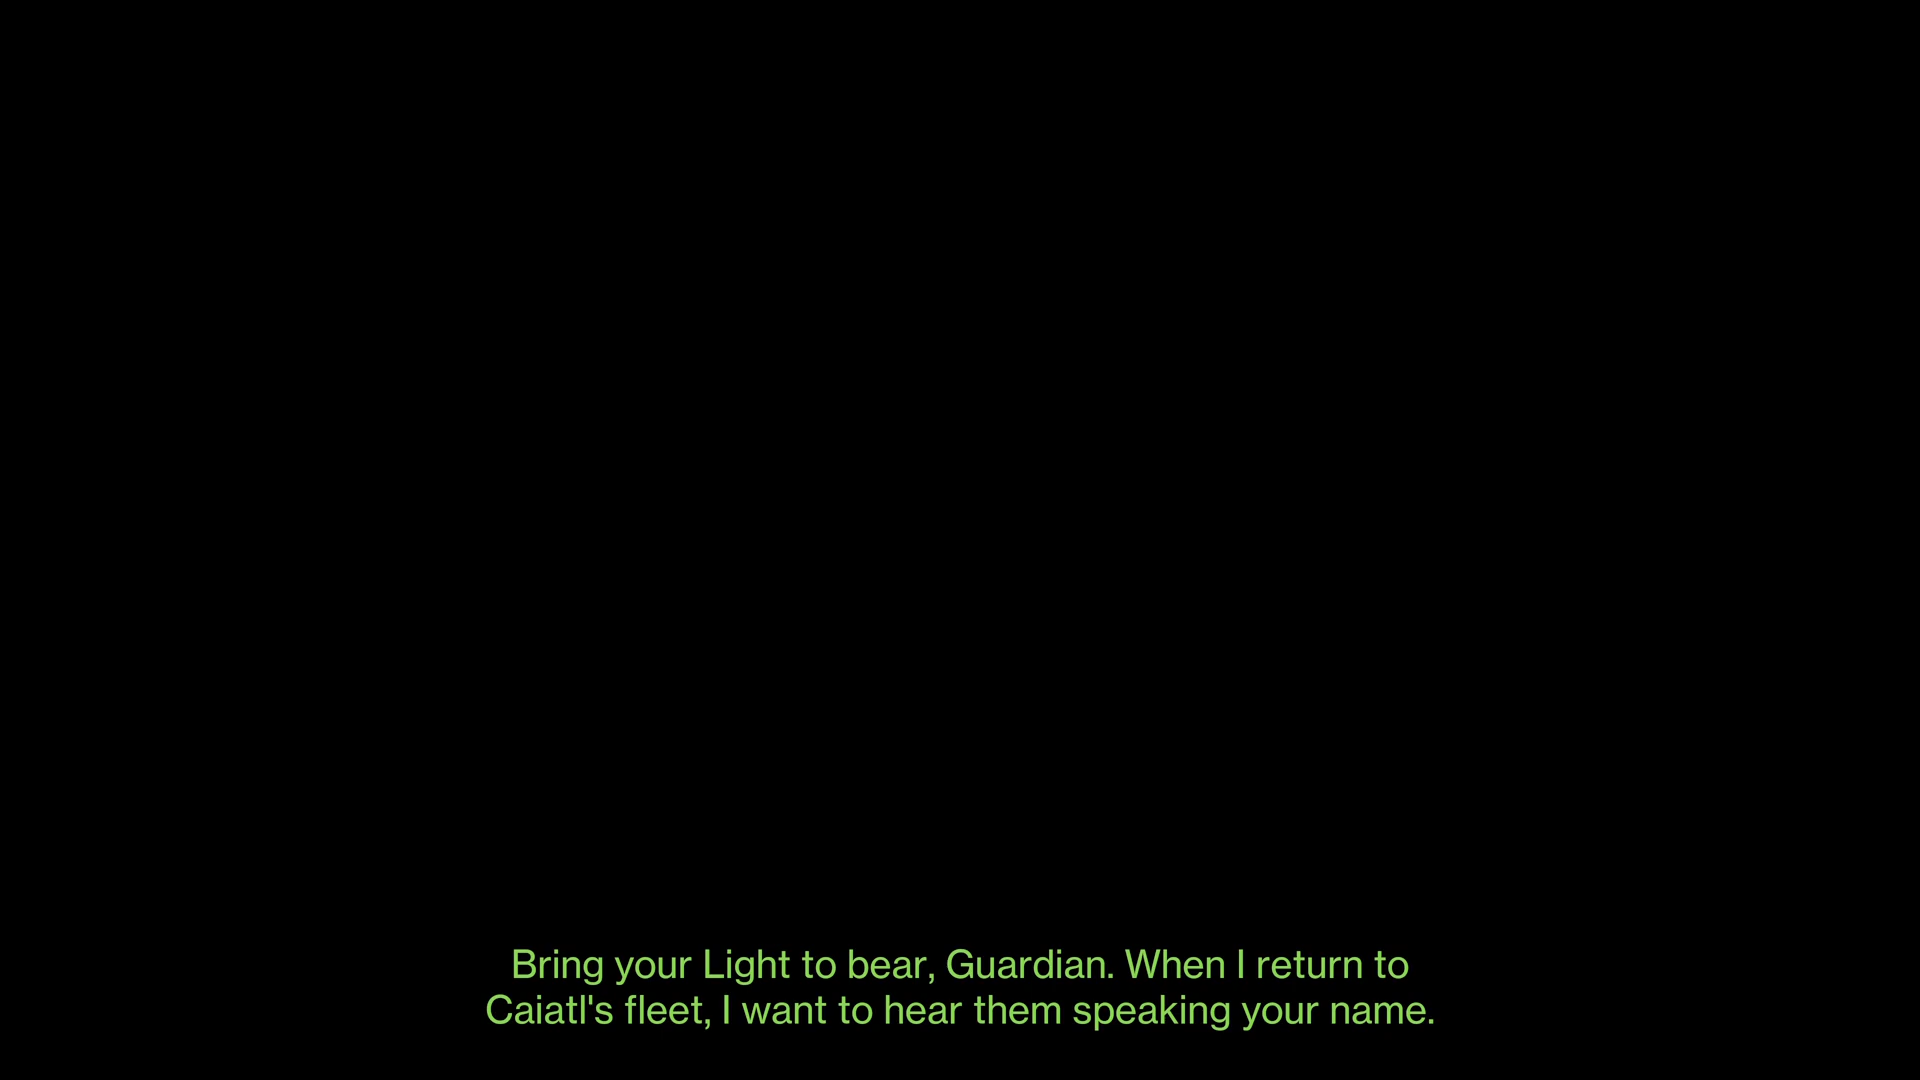 Bring your Light to bear, Guardian. When I return to
Caiatl's fleet, I want to hear them speaking your name.